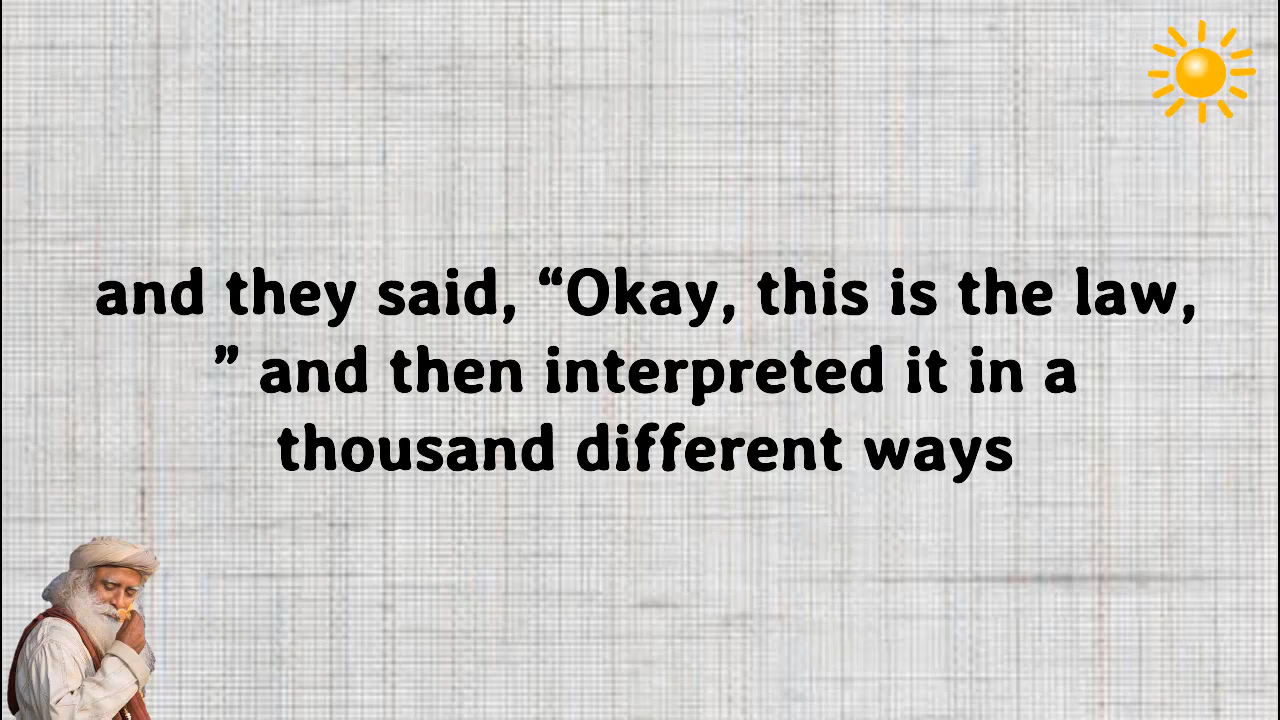 and they said, “Okay, this is the law,
” and then interpreted it in a
thousand different ways